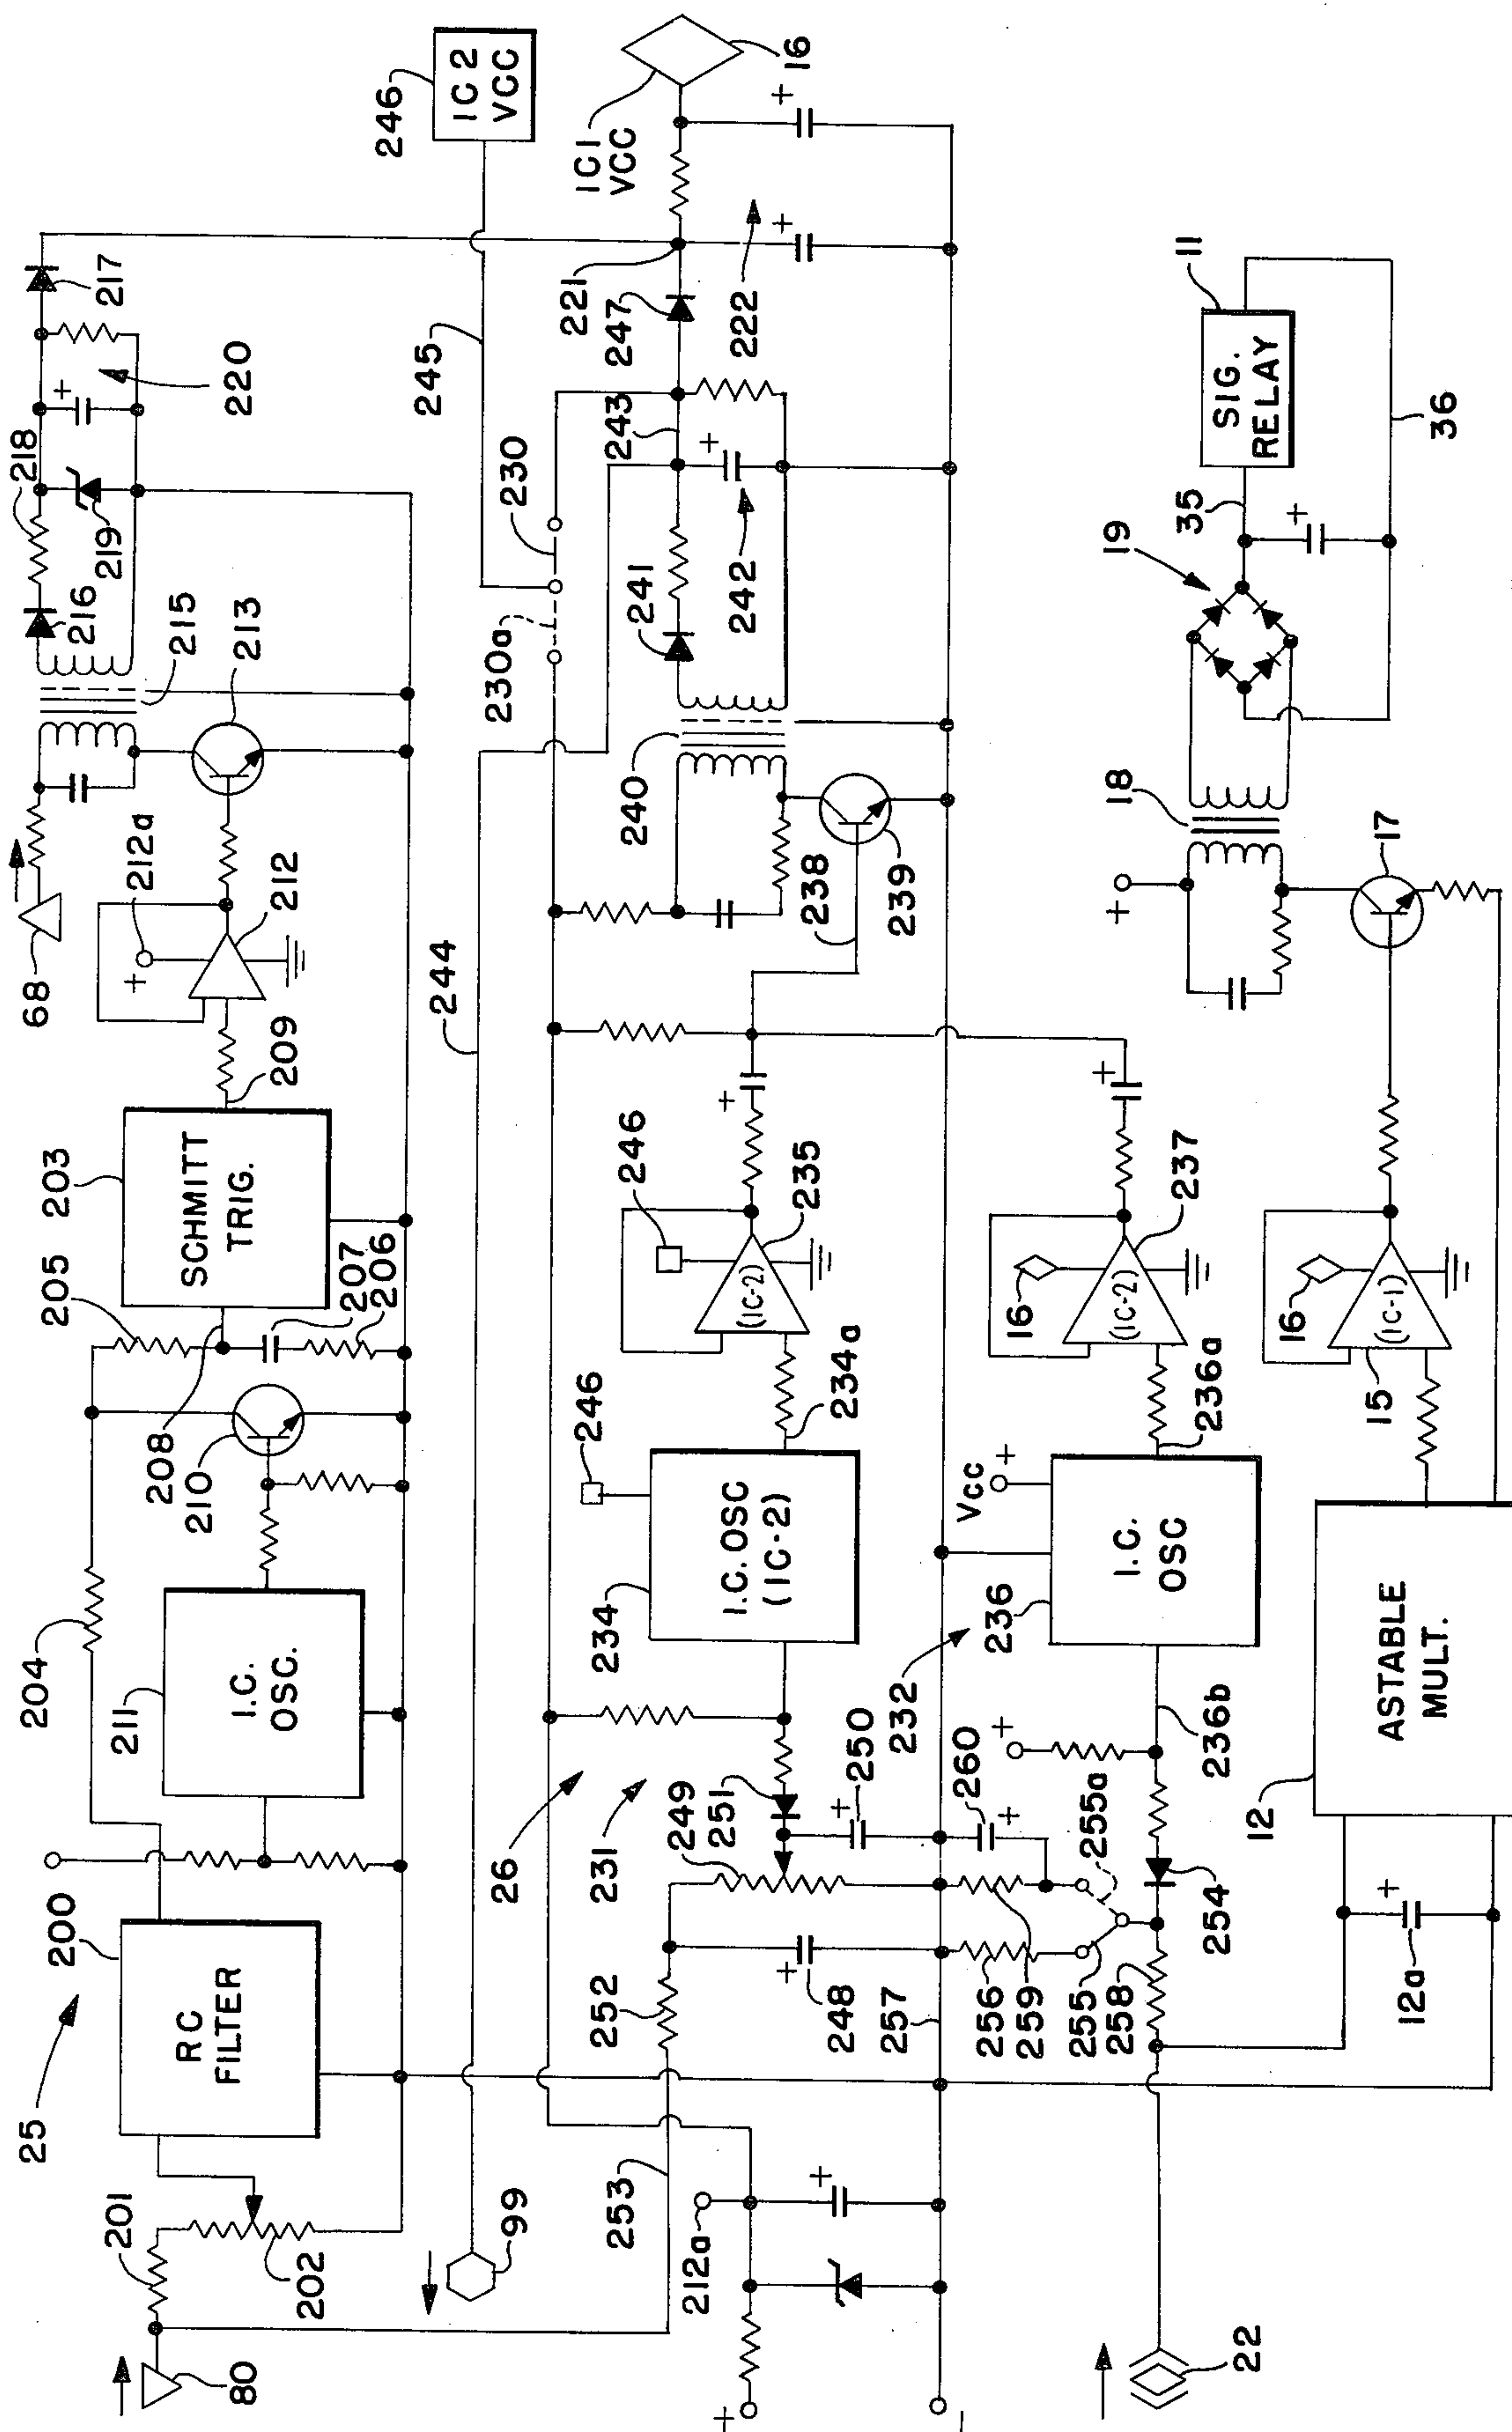 25
200
201
202
80
RC
FILTER
204
211
I.C.
OSC.
210
208
205
207
206
203
SCHMITT
TRIG.
209
68
212a
212
213
215
216
218
219
220
217
99
244
245
246
IC 2
VCC
230a
230
26
231
253
252
249
251
250
248
212a
+
234
I.C. OSC
(IC-2)
246
234a
246
(IC-2)
235
+
238
239
240
241
242
+
243
247
221
222
+
+
IC1
VCC
16
257
256
259
255
258
260
+
255a
254
232
236
I.C.
OSC
Vcc
+
236b
236a
16
(IC-2)
237
+
22
12a
+
12
ASTABLE
MULT.
15
16
(IC-1)
17
18
+
19
35
+
SIG.
RELAY
11
36